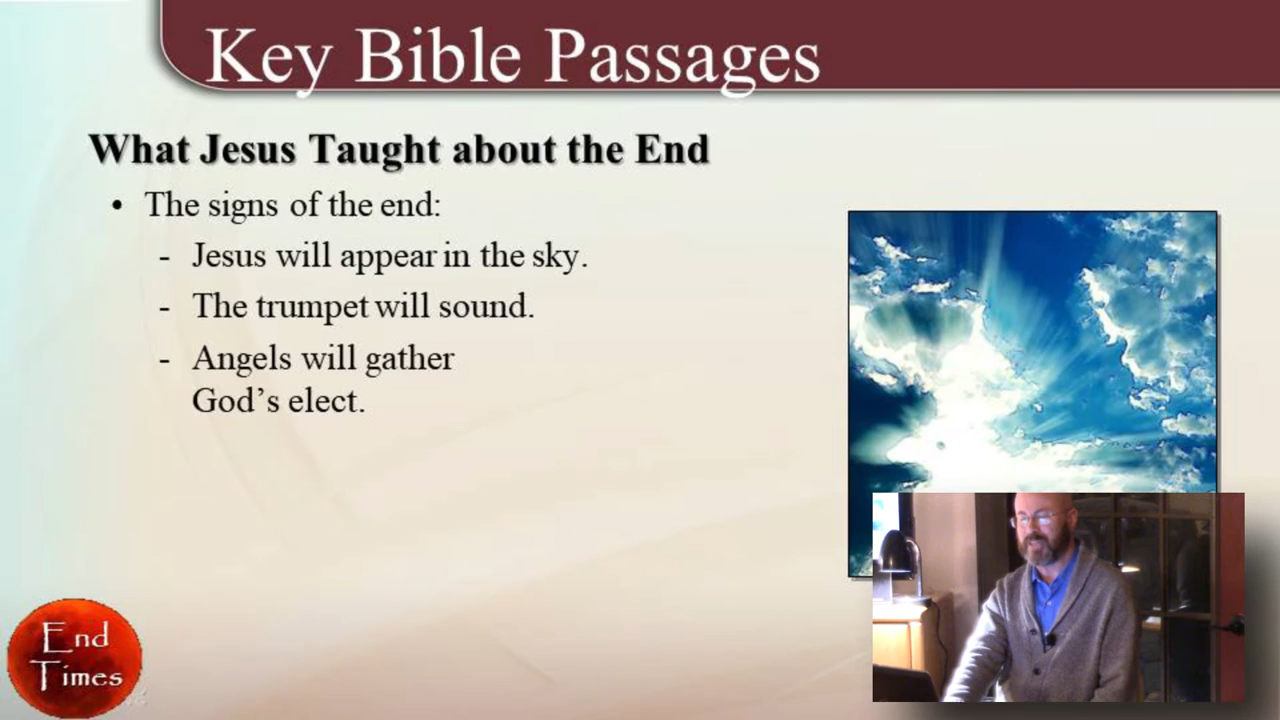 Key Bible Passages
What Jesus Taught about the End
• The signs of the end:
- Jesus will appear in the sky.
- The trumpet will sound.
- Angels will gather
God’s elect.
End
Times